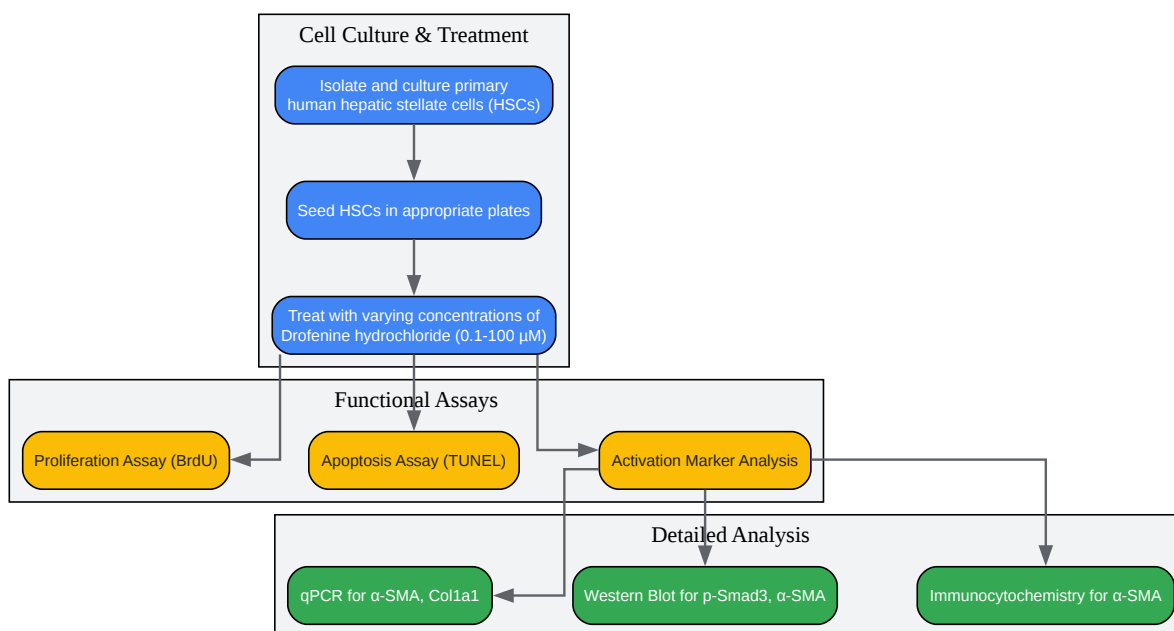 Cell Culture & Treatment
Isolate and culture primary
human hepatic stellate cells (HSCs)
Seed HSCs in appropriate plates
Treat with varying concentrations of
Drofenine hydrochloride (0.1-100 µM)
Functional Assays
Proliferation Assay (BrdU)
Apoptosis Assay (TUNEL)
Activation Marker Analysis
Detailed Analysis
qPCR for α-SMA, Col1a1
Western Blot for p-Smad3, α-SMA
Immunocytochemistry for α-SMA